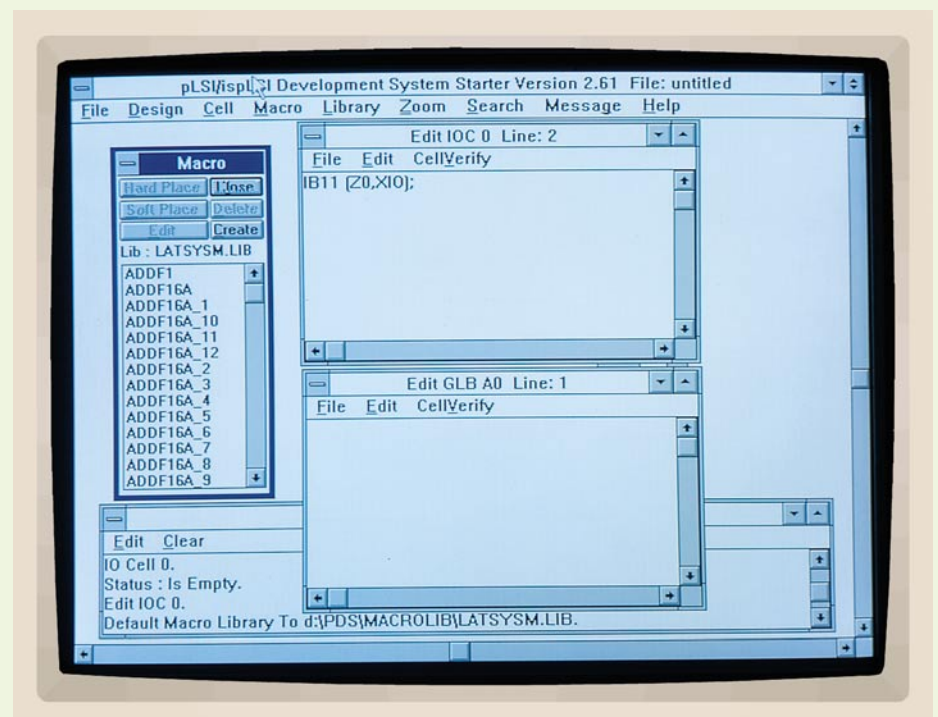 pLSI/ispLSI Development System Starter Version 2.61 File: untitled
File Design Cell Macro Library Zoom Search Message Help
Macro
Hard Place Close
Soft Place Delete
Edit Create
Lib : LATSYSM.LIB
ADDF1
ADDF16A
ADDF16A_1
ADDF16A_10
ADDF16A_11
ADDF16A_12
ADDF16A_2
ADDF16A_3
ADDF16A_4
ADDF16A_5
ADDF16A_6
ADDF16A_7
ADDF16A_8
ADDF16A_9
Edit IOC 0 Line: 2
File Edit CellVerify
IB11 (Z0,XI0);
Edit GLB A0 Line: 1
File Edit CellVerify
Edit Clear
IO Cell 0.
Status : Is Empty.
Edit IOC 0.
Default Macro Library To d:\PDS\MACROLIB\LATSYSM.LIB.